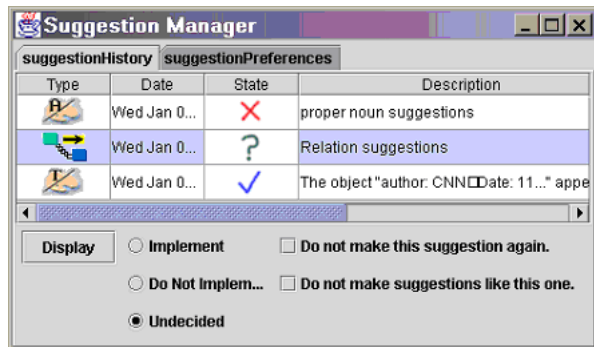 Suggestion Manager
suggestionHistory suggestionPreferences
Type Date State Description
A Wed Jan 0... proper noun suggestions
Wed Jan 0... ? Relation suggestions
T Wed Jan 0... The object "author: CNN□□Date: 11..." appe
Display Implement Do not make this suggestion again.
Do Not Implem... Do not make suggestions like this one.
Undecided